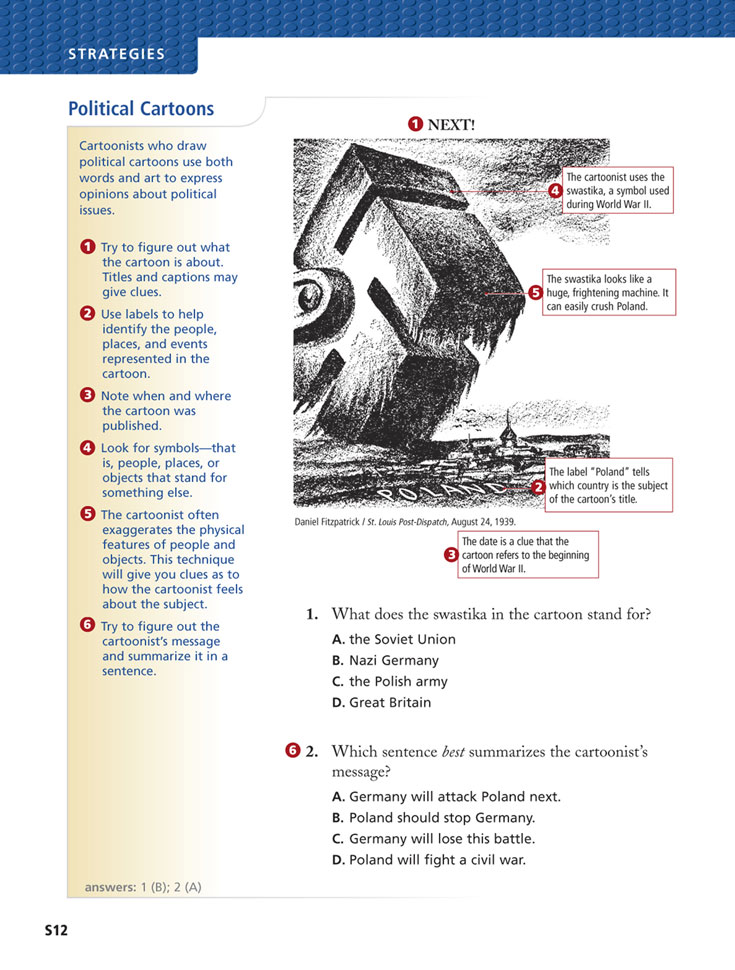 STRATEGIES
Political Cartoons
Cartoonists who draw
political cartoons use both
words and art to express
opinions about political
issues.
1 Try to figure out what
the cartoon is about.
Titles and captions may
give clues.
2 Use labels to help
identify the people,
places, and events
represented in the
cartoon.
3 Note when and where
the cartoon was
published.
4 Look for symbols—that
is, people, places, or
objects that stand for
something else.
5 The cartoonist often
exaggerates the physical
features of people and
objects. This technique
will give you clues as to
how the cartoonist feels
about the subject.
6 Try to figure out the
cartoonist's message
and summarize it in a
sentence.
answers: 1 (B); 2 (A)
1 NEXT!
The cartoonist uses the
4 swastika, a symbol used
during World War II.
The swastika looks like a
5 huge, frightening machine. It
can easily crush Poland.
POLAND
The label "Poland" tells
2 which country is the subject
of the cartoon's title.
Daniel Fitzpatrick / St. Louis Post-Dispatch, August 24, 1939.
The date is a clue that the
3 cartoon refers to the beginning
of World War II.
1. What does the swastika in the cartoon stand for?
A. the Soviet Union
B. Nazi Germany
C. the Polish army
D. Great Britain
6 2. Which sentence best summarizes the cartoonist's
message?
A. Germany will attack Poland next.
B. Poland should stop Germany.
C. Germany will lose this battle.
D. Poland will fight a civil war.
S12